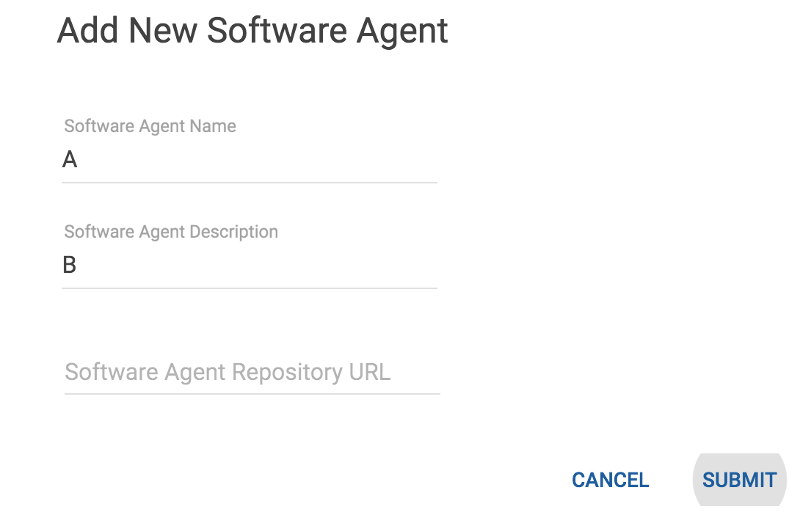 Add New Software Agent
Software Agent Name
A
Software Agent Description
B
Software Agent Repository URL
CANCEL SUBMIT